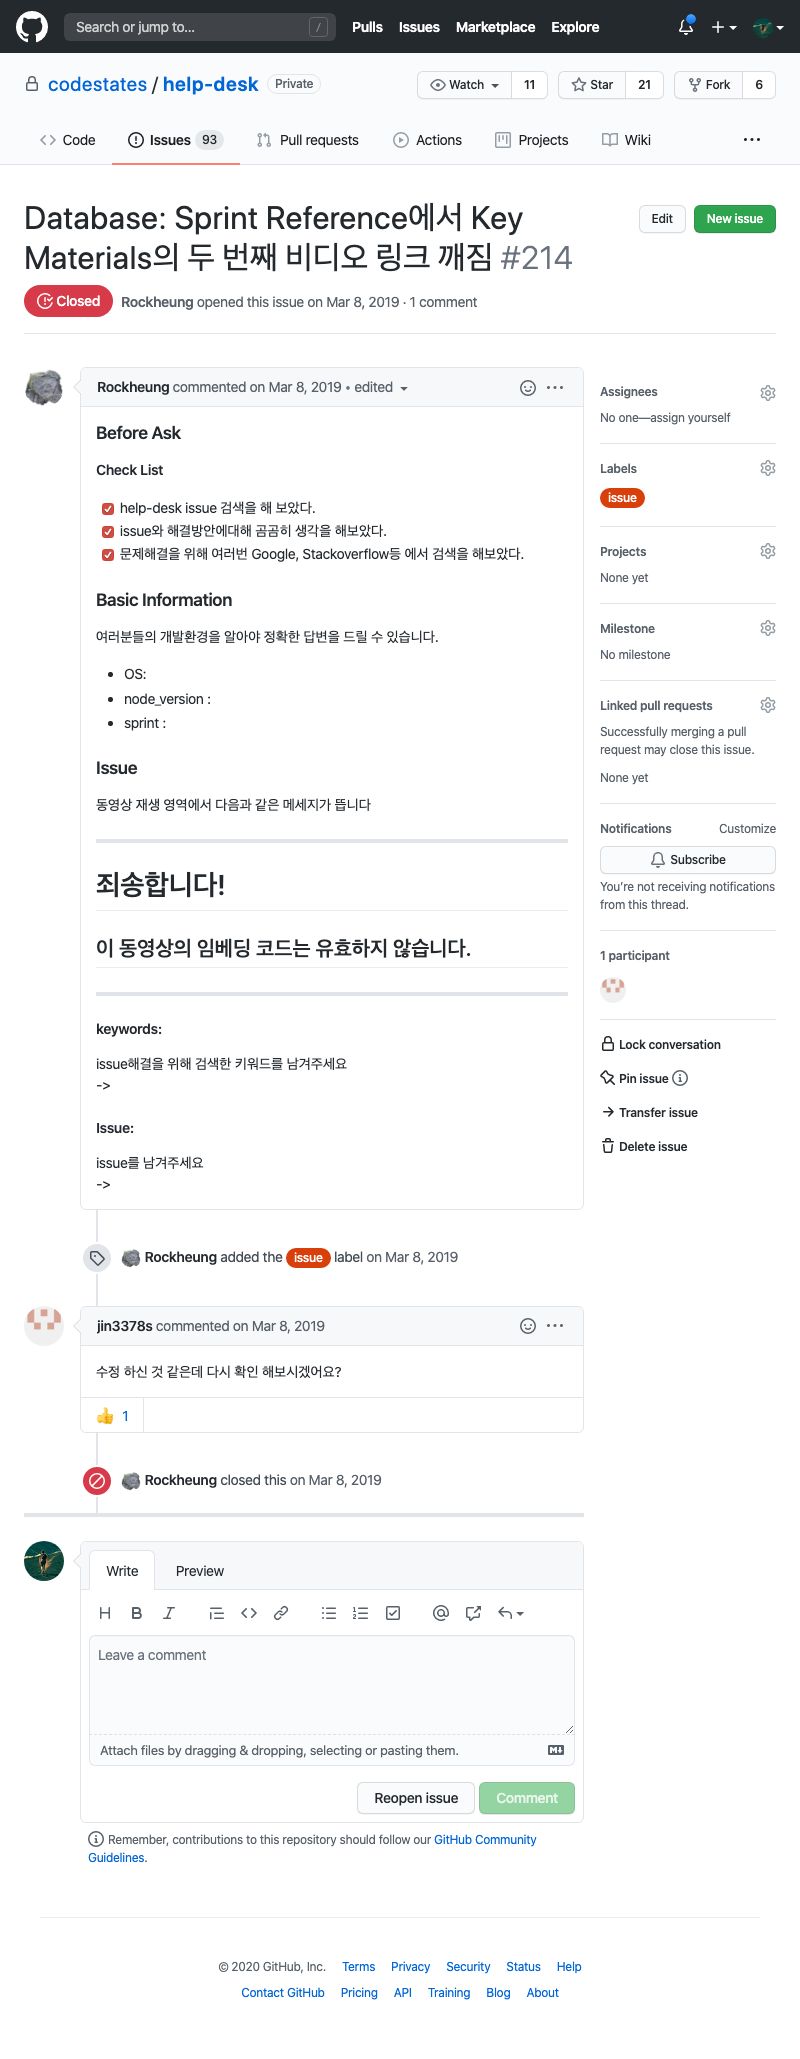 Search or jump to... /
Pulls Issues Marketplace Explore
codestates / help-desk Private
Watch 11 Star 21 Fork 6
Code Issues 93 Pull requests Actions Projects Wiki ...
Database: Sprint Reference에서 Key
Materials의 두 번째 비디오 링크 깨짐 #214
Edit New issue
Closed Rockheung opened this issue on Mar 8, 2019 · 1 comment
Rockheung commented on Mar 8, 2019 • edited
Before Ask
Check List
help-desk issue 검색을 해 보았다.
issue와 해결방안에대해 곰곰히 생각을 해보았다.
문제해결을 위해 여러번 Google, Stackoverflow등 에서 검색을 해보았다.
Basic Information
여러분들의 개발환경을 알아야 정확한 답변을 드릴 수 있습니다.
• OS:
• node_version :
• sprint :
Issue
동영상 재생 영역에서 다음과 같은 메세지가 뜹니다
죄송합니다!
이 동영상의 임베딩 코드는 유효하지 않습니다.
keywords:
issue해결을 위해 검색한 키워드를 남겨주세요
->
Issue:
issue를 남겨주세요
->
Rockheung added the issue label on Mar 8, 2019
jin3378s commented on Mar 8, 2019
수정 하신 것 같은데 다시 확인 해보시겠어요?
👍 1
Rockheung closed this on Mar 8, 2019
Assignees
No one—assign yourself
Labels
issue
Projects
None yet
Milestone
No milestone
Linked pull requests
Successfully merging a pull
request may close this issue.
None yet
Notifications Customize
Subscribe
You're not receiving notifications
from this thread.
1 participant
Lock conversation
Pin issue
Transfer issue
Delete issue
Write Preview
H B I
Leave a comment
Attach files by dragging & dropping, selecting or pasting them.
Reopen issue Comment
Remember, contributions to this repository should follow our GitHub Community
Guidelines.
© 2020 GitHub, Inc. Terms Privacy Security Status Help
Contact GitHub Pricing API Training Blog About